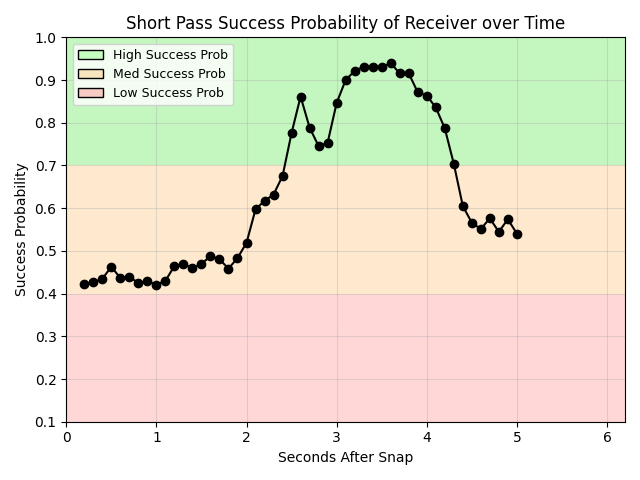 Short Pass Success Probability of Receiver over Time
High Success Prob
Med Success Prob
Low Success Prob
Success Probability
1.0
0.9
0.8
0.7
0.6
0.5
0.4
0.3
0.2
0.1
0 1 2 3 4 5 6
Seconds After Snap